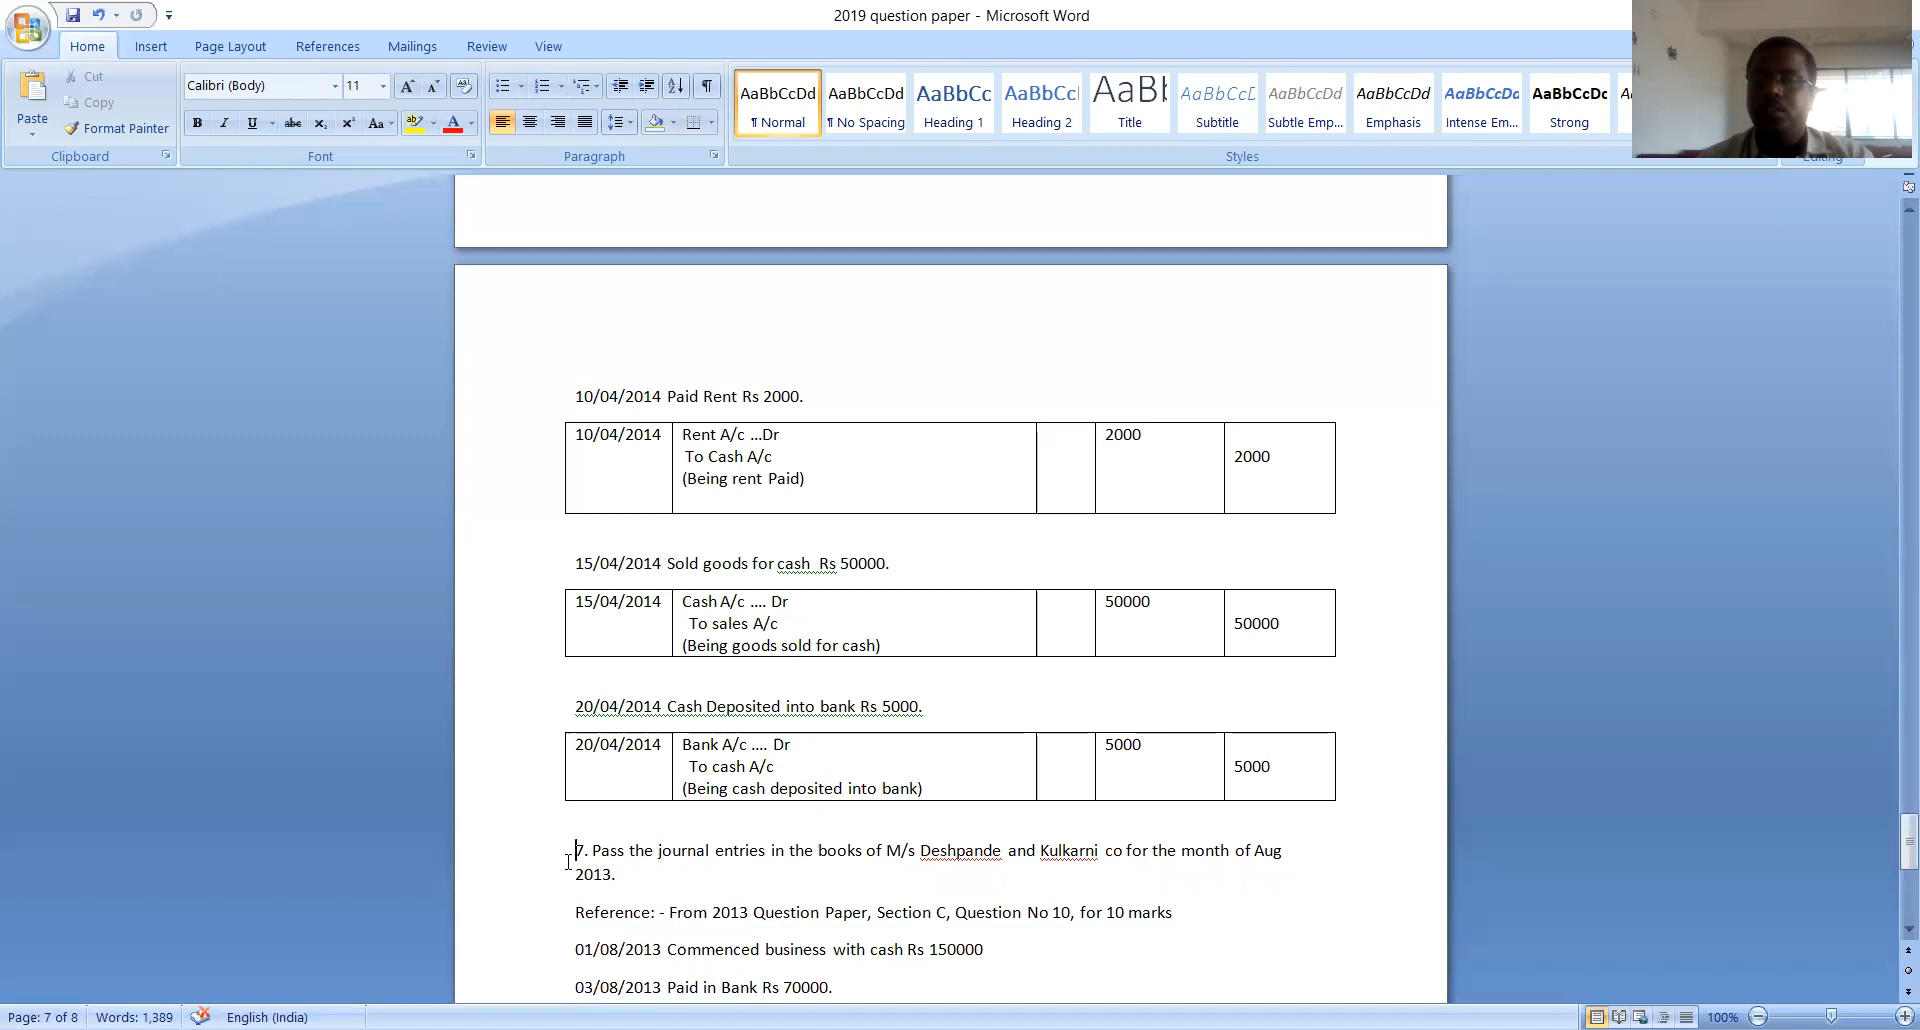 2019 question paper - Microsoft Word
Home Insert Page Layout References Mailings Review View
Paste
Cut
Copy
Format Painter
Clipboard
Calibri (Body) 11
Font
Paragraph
AaBbCcDd AaBbCcDd AaBbCc AaBbCcDd AaBbCcDd AaBbCcDd
¶ Normal ¶ No Spacing Heading 1 Heading 2 Title Subtitle Subtle Emp... Emphasis Intense Em... Strong
Styles
Editing
10/04/2014 Paid Rent Rs 2000.
10/04/2014 Rent A/c ...Dr 2000
To Cash A/c 2000
(Being rent Paid)
15/04/2014 Sold goods for cash Rs 50000.
15/04/2014 Cash A/c .... Dr 50000
To sales A/c 50000
(Being goods sold for cash)
20/04/2014 Cash Deposited into bank Rs 5000.
20/04/2014 Bank A/c .... Dr 5000
To cash A/c 5000
(Being cash deposited into bank)
7. Pass the journal entries in the books of M/s Deshpande and Kulkarni co for the month of Aug
2013.
Reference: - From 2013 Question Paper, Section C, Question No 10, for 10 marks
01/08/2013 Commenced business with cash Rs 150000
03/08/2013 Paid in Bank Rs 70000.
Page: 7 of 8 Words: 1,389 English (India) 100%